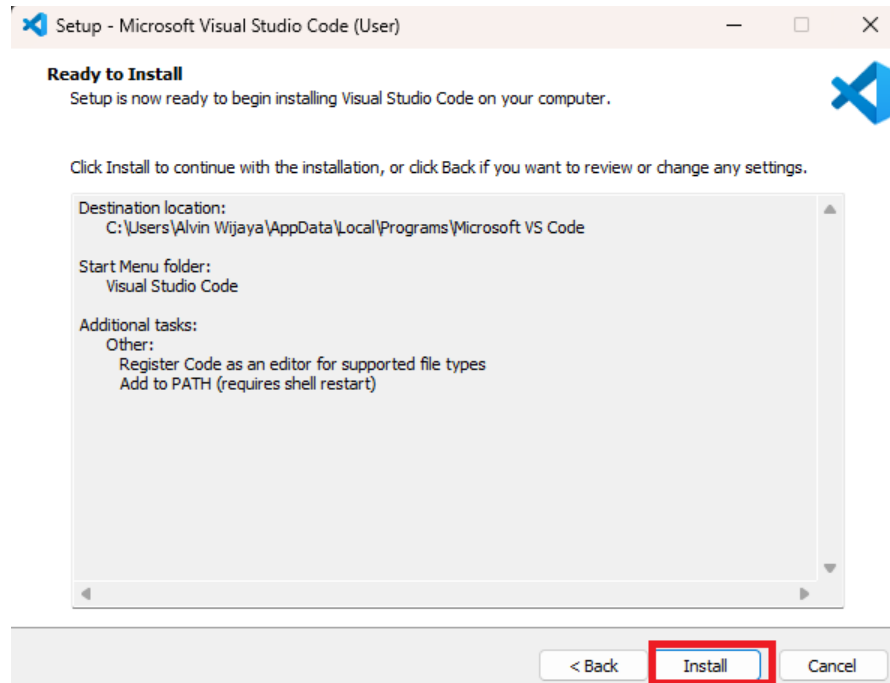 Setup - Microsoft Visual Studio Code (User)
Ready to Install
Setup is now ready to begin installing Visual Studio Code on your computer.
Click Install to continue with the installation, or click Back if you want to review or change any settings.
Destination location:
C:\Users\Alvin Wijaya\AppData\Local\Programs\Microsoft VS Code
Start Menu folder:
Visual Studio Code
Additional tasks:
Other:
Register Code as an editor for supported file types
Add to PATH (requires shell restart)
< Back
Install
Cancel